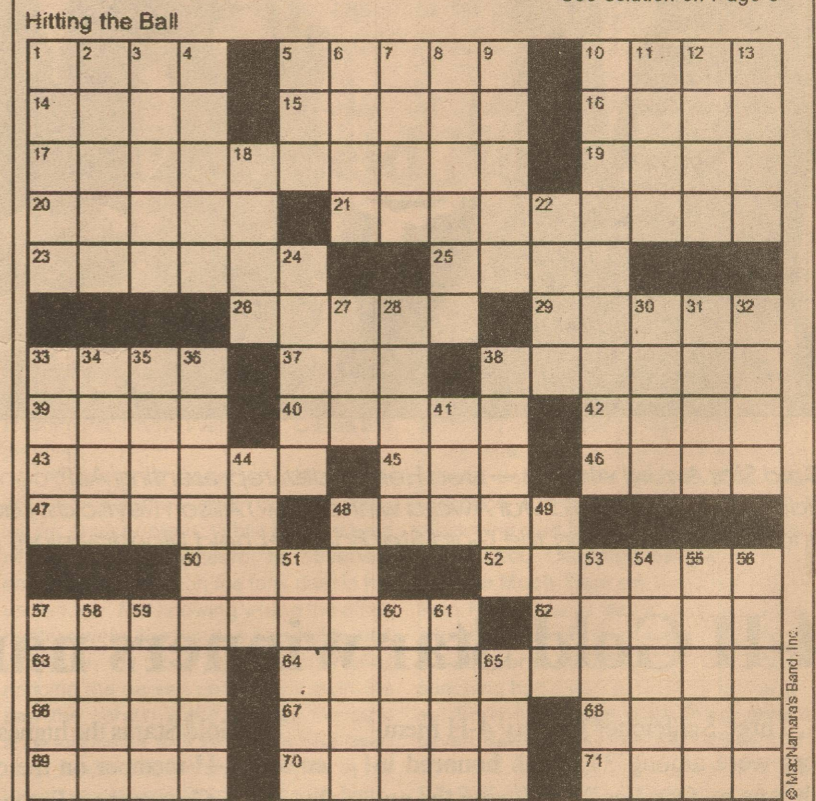 Hitting the Ball
1 2 3 4 5 6 7 8 9 10 11 12 13
14 15 16
17 18 19
20 21 22
23 24 25
26 27 28 29 30 31 32
33 34 35 36 37 38
39 40 41 42
43 44 45 46
47 48 49
50 51 52 53 54 55 56
57 58 59 60 61 62
63 64 65
66 67 68
69 70 71
© MacNamara's Band, Inc.